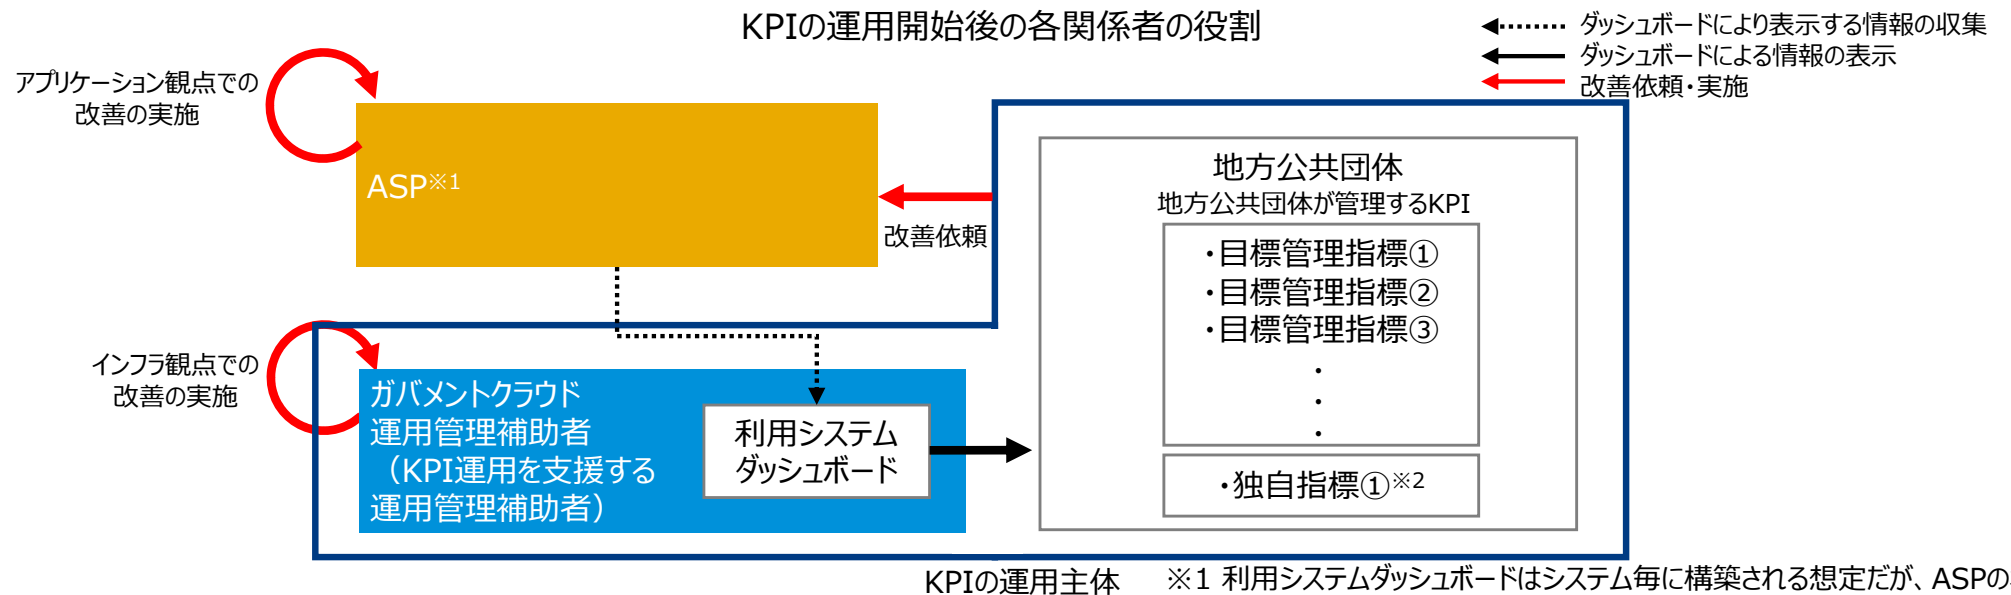 KPIの運用開始後の各関係者の役割
ダッシュボードにより表示する情報の収集
ダッシュボードによる情報の表示
改善依頼・実施
アプリケーション観点での
改善の実施
ASP※1
改善依頼
地方公共団体
地方公共団体が管理するKPI
・目標管理指標①
・目標管理指標②
・目標管理指標③
・
・
・
・独自指標①※2
インフラ観点での
改善の実施
ガバメントクラウド
運用管理補助者
（KPI運用を支援する
運用管理補助者）
利用システム
ダッシュボード
KPIの運用主体
※1 利用システムダッシュボードはシステム毎に構築される想定だが、ASPの